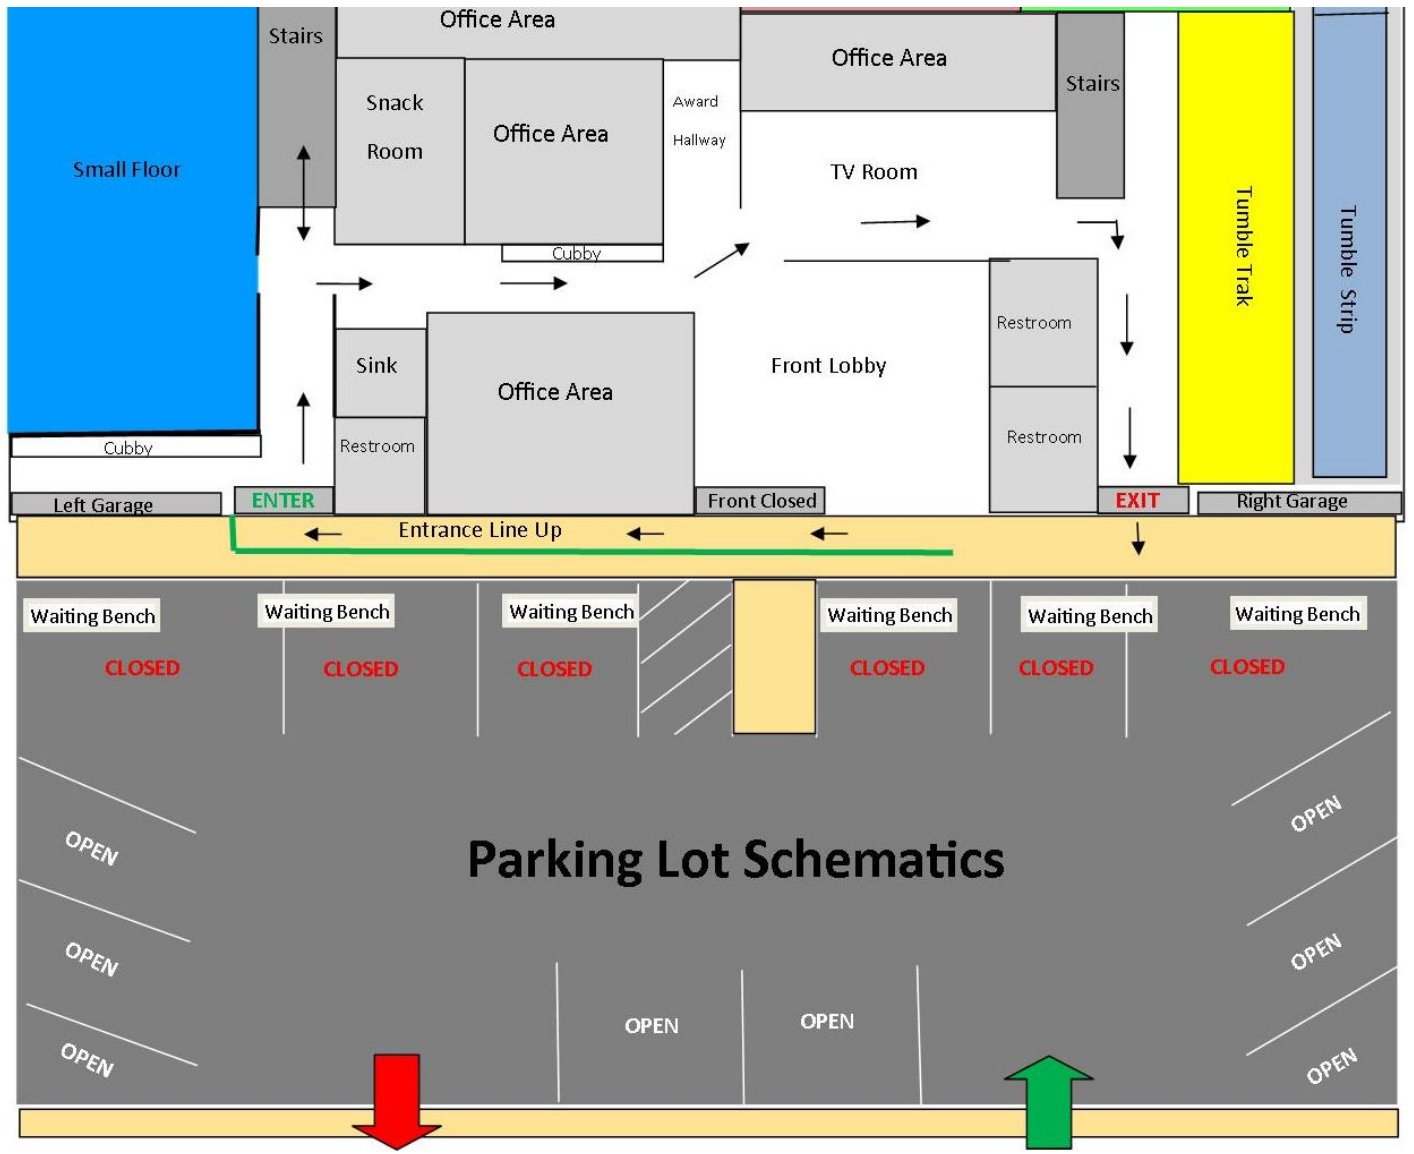 Office Area
Stairs
Office Area
Stairs
Snack
Room
Office Area
Award
Hallway
Small Floor
TV Room
Tumble Trak
Tumble Strip
Cubby
Restroom
Sink
Front Lobby
Office Area
Restroom
Restroom
Cubby
Left Garage
ENTER
Front Closed
EXIT
Right Garage
Entrance Line Up
Waiting Bench
Waiting Bench
Waiting Bench
Waiting Bench
Waiting Bench
Waiting Bench
CLOSED
CLOSED
CLOSED
CLOSED
CLOSED
CLOSED
OPEN
OPEN
Parking Lot Schematics
OPEN
OPEN
OPEN
OPEN
OPEN
OPEN